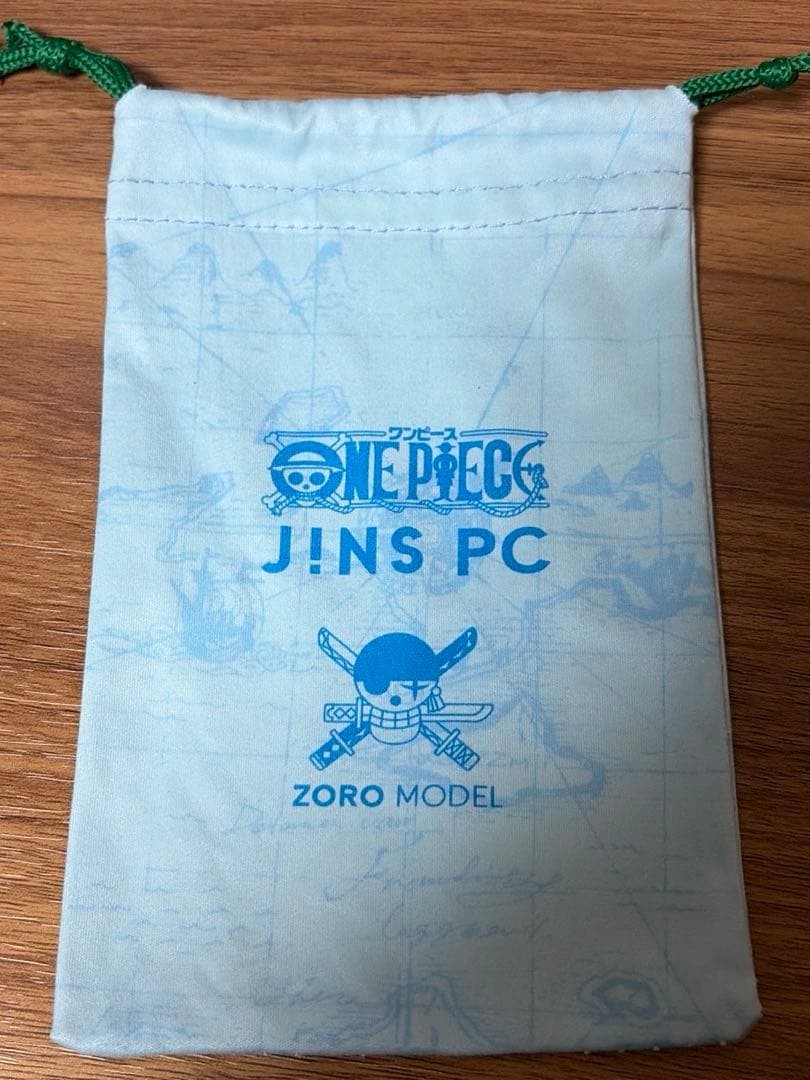 ワンピース
ONE PIECE
J!NS PC
ZORO MODEL